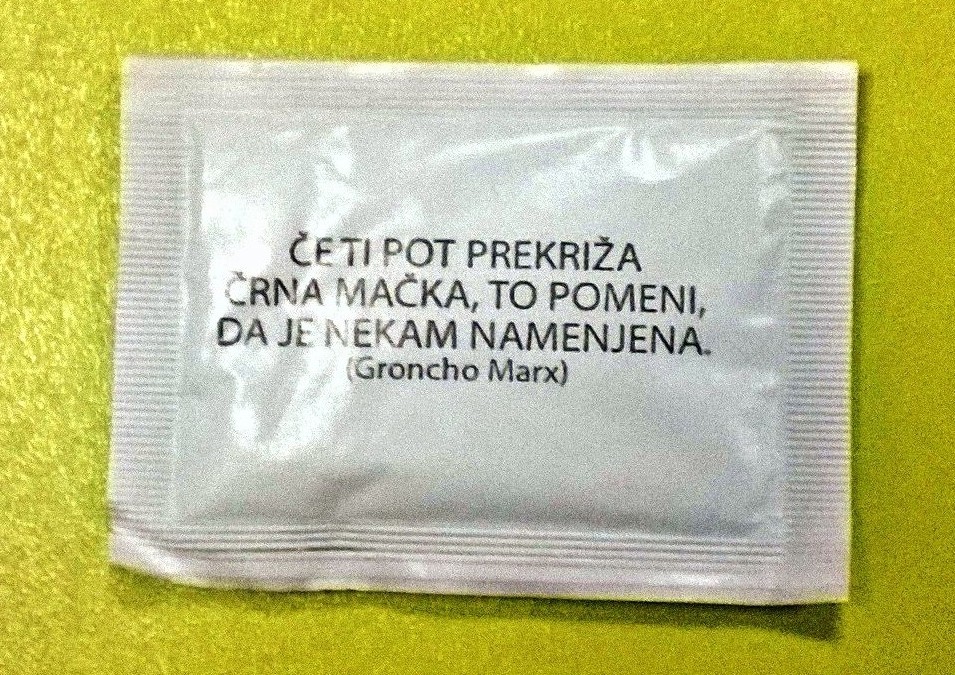 ČE TI POT PREKRIŽA
ČRNA MAČKA, TO POMENI,
DA JE NEKAM NAMENJENA.
(Groncho Marx)